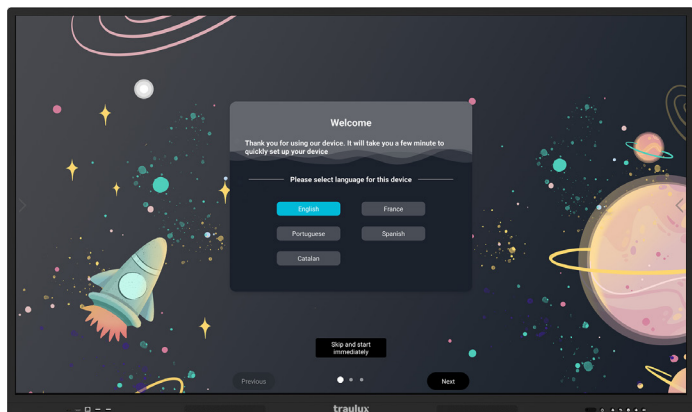 Welcome
Thank you for using our device. It will take you a few minute to
quickly set up your device
Please select language for this device
English
France
Portuguese
Spanish
Catalan
Skip and start
immediately
Previous
Next
traulux